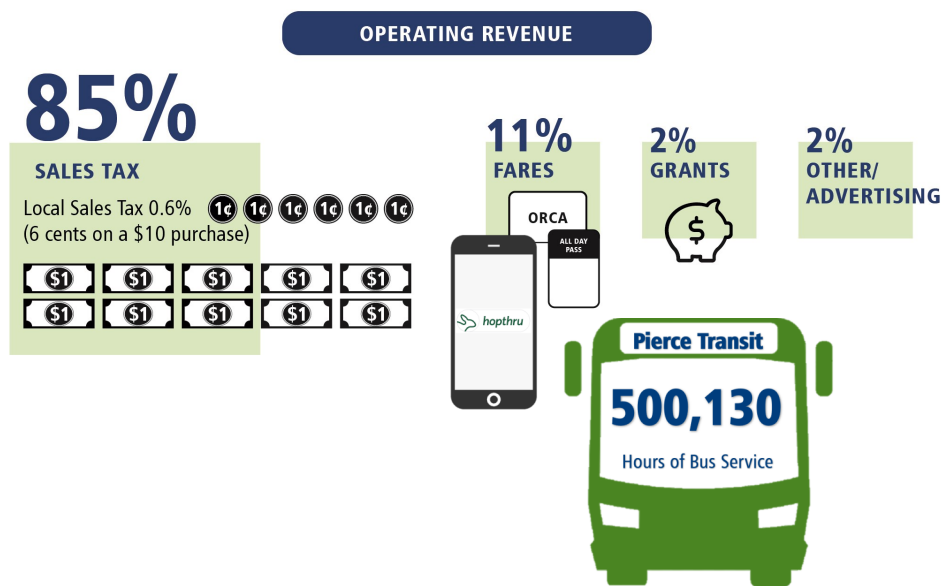 OPERATING REVENUE
85%
SALES TAX
Local Sales Tax 0.6% 1¢ 1¢ 1¢ 1¢ 1¢ 1¢
(6 cents on a $10 purchase)
$1 $1 $1 $1 $1
$1 $1 $1 $1 $1
11%
FARES
ORCA
ALL DAY
PASS
hopthru
2%
GRANTS
$
2%
OTHER/
ADVERTISING
Pierce Transit
500,130
Hours of Bus Service